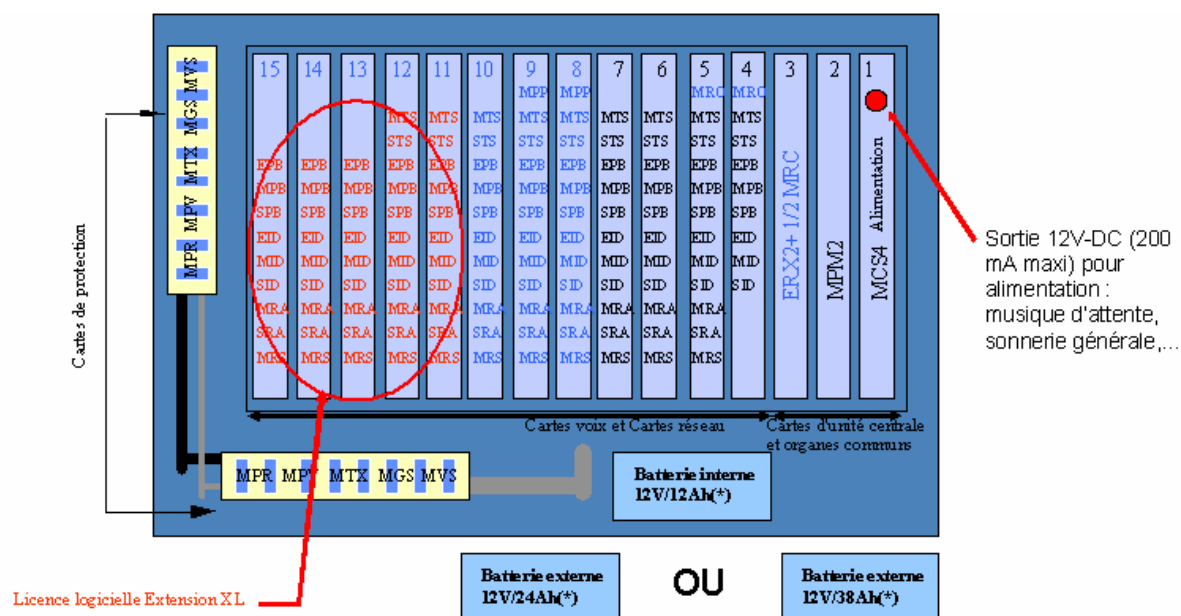 15 14 13 12 11 10 9 8 7 6 5 4 3 2 1
MPP MPP MRC MRC
MTS MTS MTS MTS MTS MTS MTS MTS MTS
STS STS STS STS STS STS STS STS STS
EPB EPB EPB EPB EPB EPB EPB EPB EPB EPB EPB EPB
MPB MPB MPB MPB MPB MPB MPB MPB MPB MPB MPB MPB
SPB SPB SPB SPB SPB SPB SPB SPB SPB SPB SPB SPB
EID EID EID EID EID EID EID EID EID EID EID EID
MID MID MID MID MID MID MID MID MID MID MID MID
SID SID SID SID SID SID SID SID SID SID SID SID
MRA MRA MRA MRA MRA MRA MRA MRA MRA MRA MRA
SRA SRA SRA SRA SRA SRA SRA SRA SRA SRA SRA
MRS MRS MRS MRS MRS MRS MRS MRS MRS MRS MRS
ERX2+ 1/2 MRC
MPM2
MCS4 Alimentation
MPR MPV MTX MGS MVS
Cartes de protection
Sortie 12V-DC (200
mA maxi) pour
alimentation :
musique d'attente,
sonnerie générale,...
Cartes voix et Cartes réseau
Cartes d'unité centrale
et organes communs
MPR MPV MTX MGS MVS
Batterie interne
12V/12Ah(*)
Batterie externe
12V/24Ah(*)
OU
Batterie externe
12V/38Ah(*)
Licence logicielle Extension XL